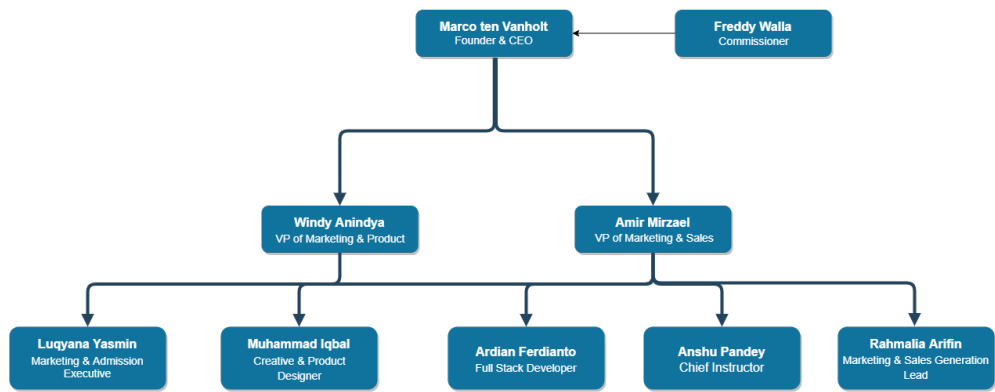 Marco ten Vanholt
Founder & CEO
Freddy Walla
Commissioner
Windy Anindya
VP of Marketing & Product
Amir Mirzael
VP of Marketing & Sales
Luqyana Yasmin
Marketing & Admission
Executive
Muhammad Iqbal
Creative & Product
Designer
Ardian Ferdianto
Full Stack Developer
Anshu Pandey
Chief Instructor
Rahmalia Arifin
Marketing & Sales Generation
Lead